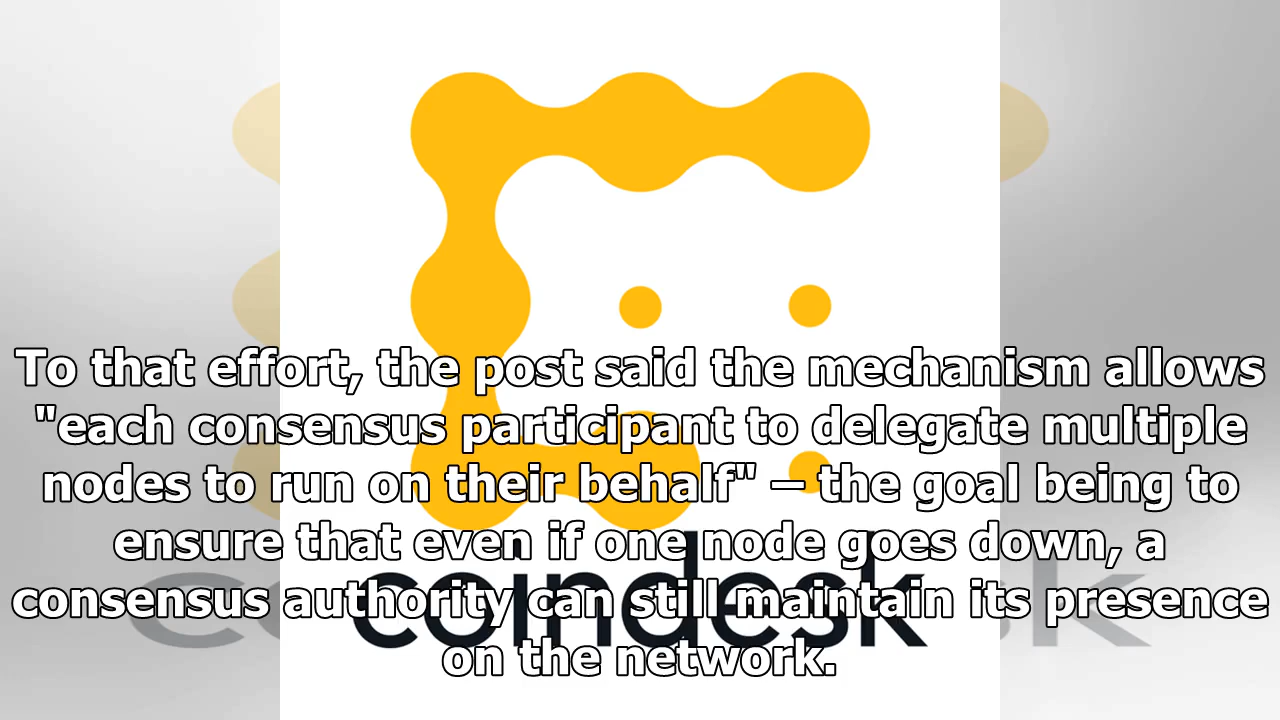 To that effort, the post said the mechanism allows
"each consensus participant to delegate multiple
nodes to run on their behalf" – the goal being to
ensure that even if one node goes down, a
consensus authority can still maintain its presence
on the network.
coindesk